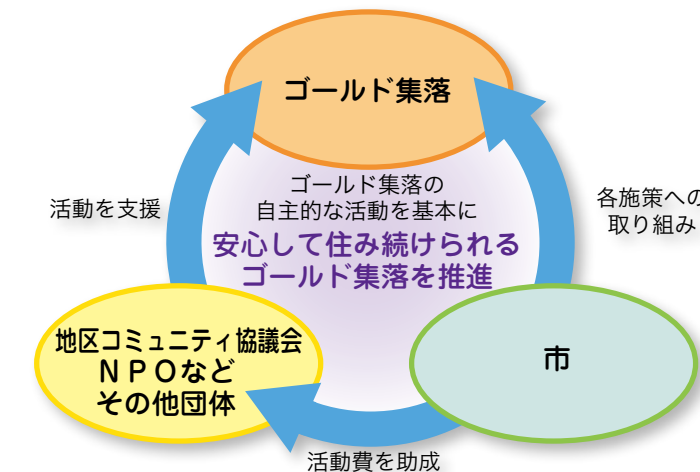 ゴールド集落
活動を支援
ゴールド集落の
自主的な活動を基本に
安心して住み続けられる
ゴールド集落を推進
各施策への
取り組み
地区コミュニティ協議会
ＮＰＯなど
その他団体
市
活動費を助成